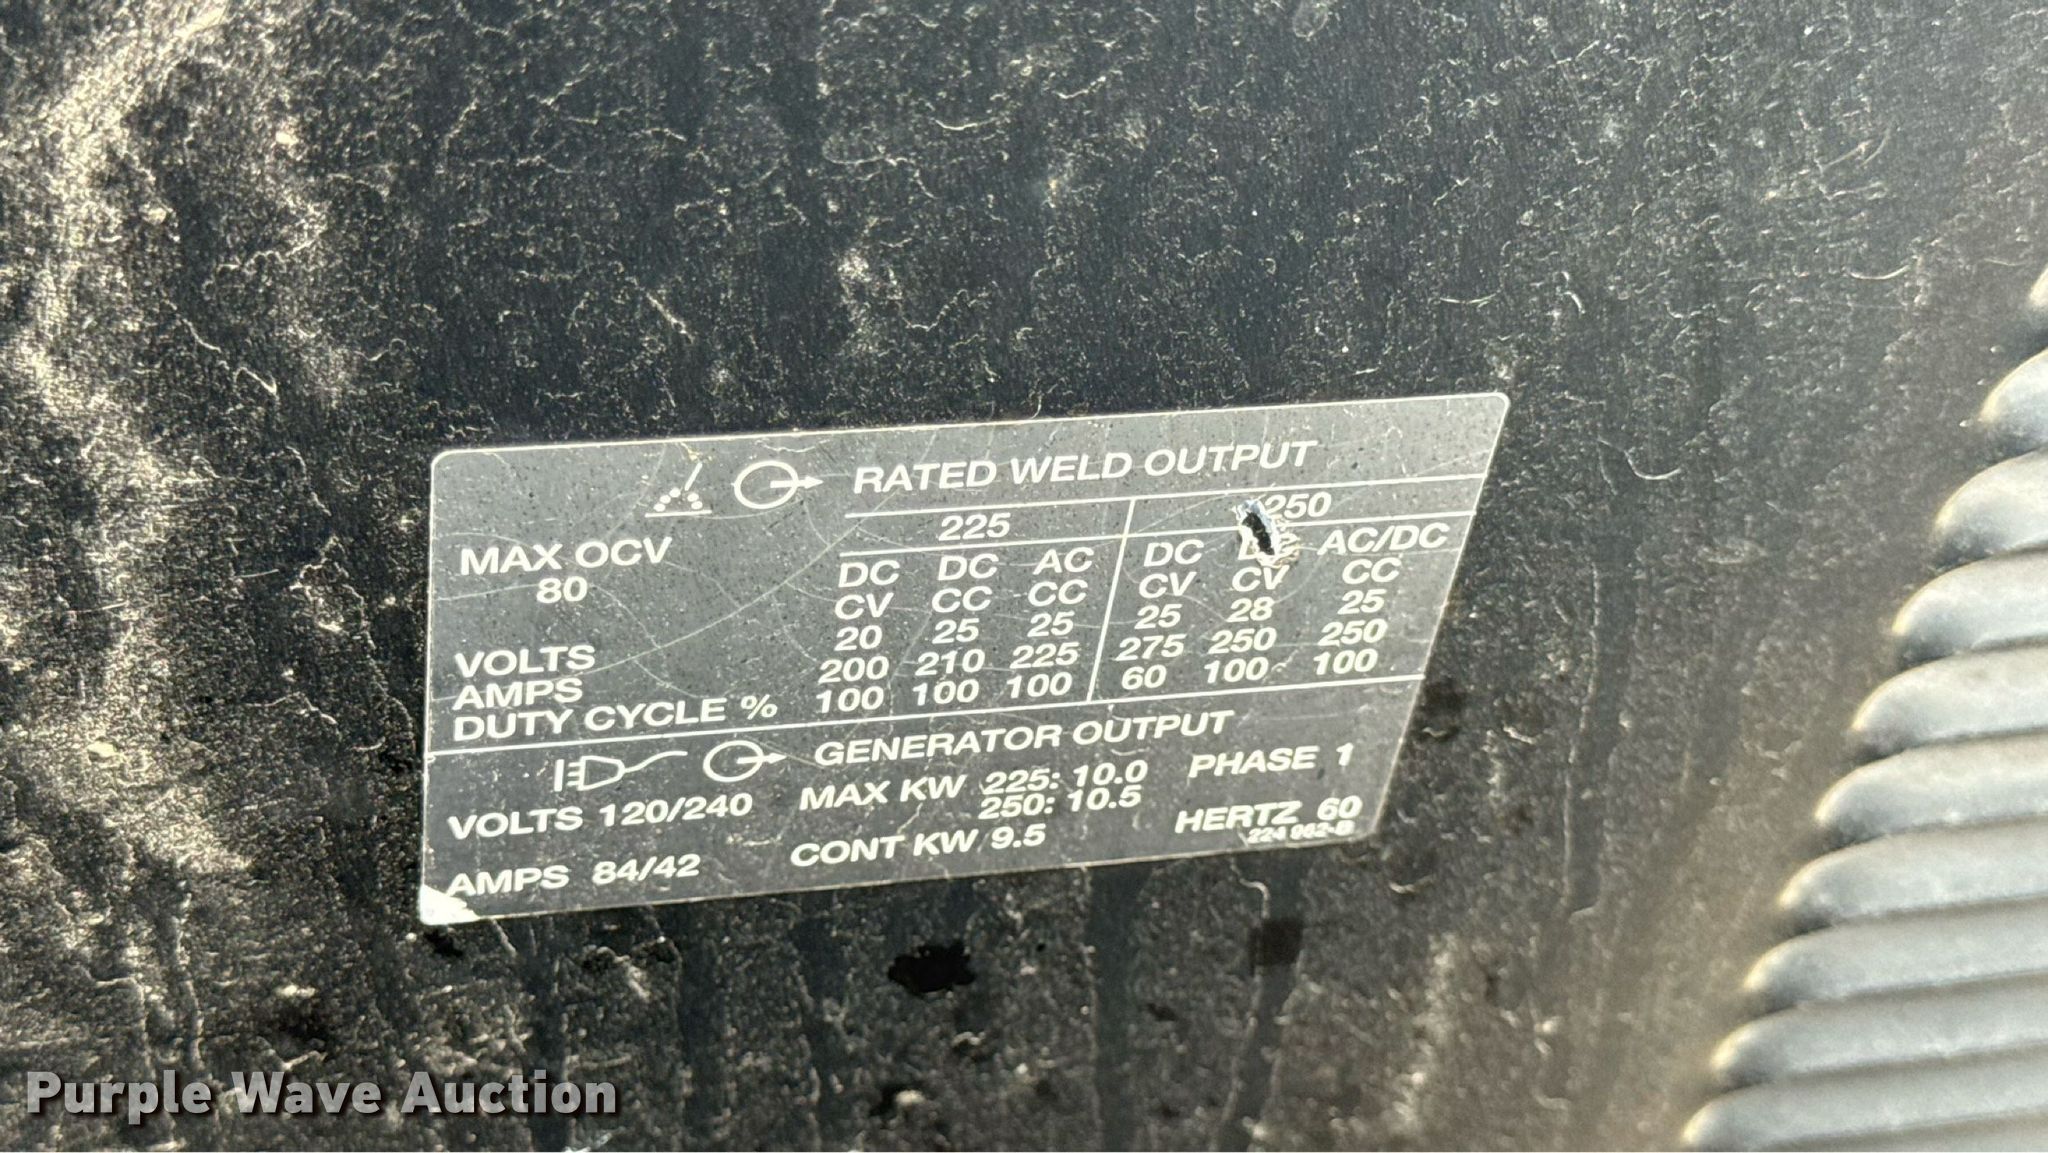 RATED WELD OUTPUT
225 250
MAX OCV
80
DC DC AC DC AC/DC
CV CC CC CV CV CC
VOLTS 20 25 25 25 28 25
AMPS 200 210 225 275 250 250
DUTY CYCLE % 100 100 100 60 100 100
GENERATOR OUTPUT
VOLTS 120/240 MAX KW 225: 10.0 PHASE 1
250: 10.5
AMPS 84/42 CONT KW 9.5 HERTZ 60
Purple Wave Auction